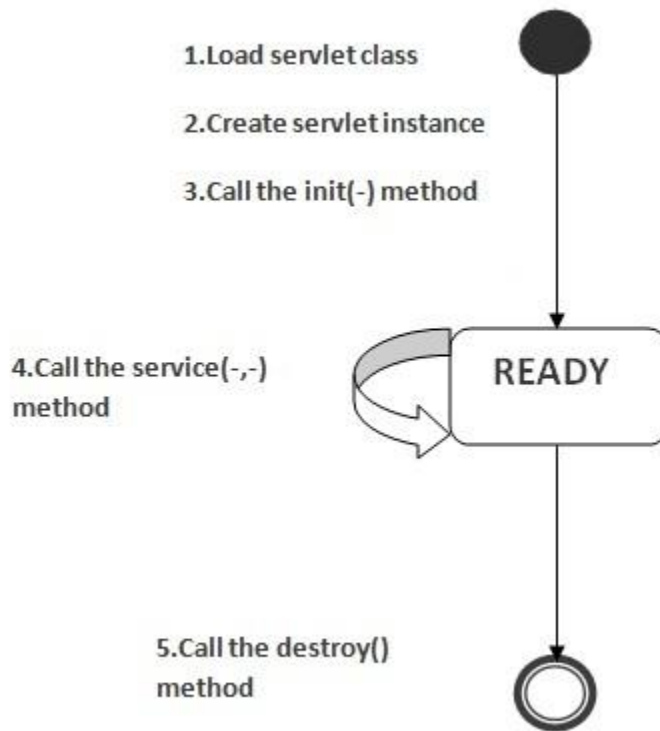 1.Load servlet class
2.Create servlet instance
3.Call the init(-) method
4.Call the service(-,-)
method
READY
5.Call the destroy()
method